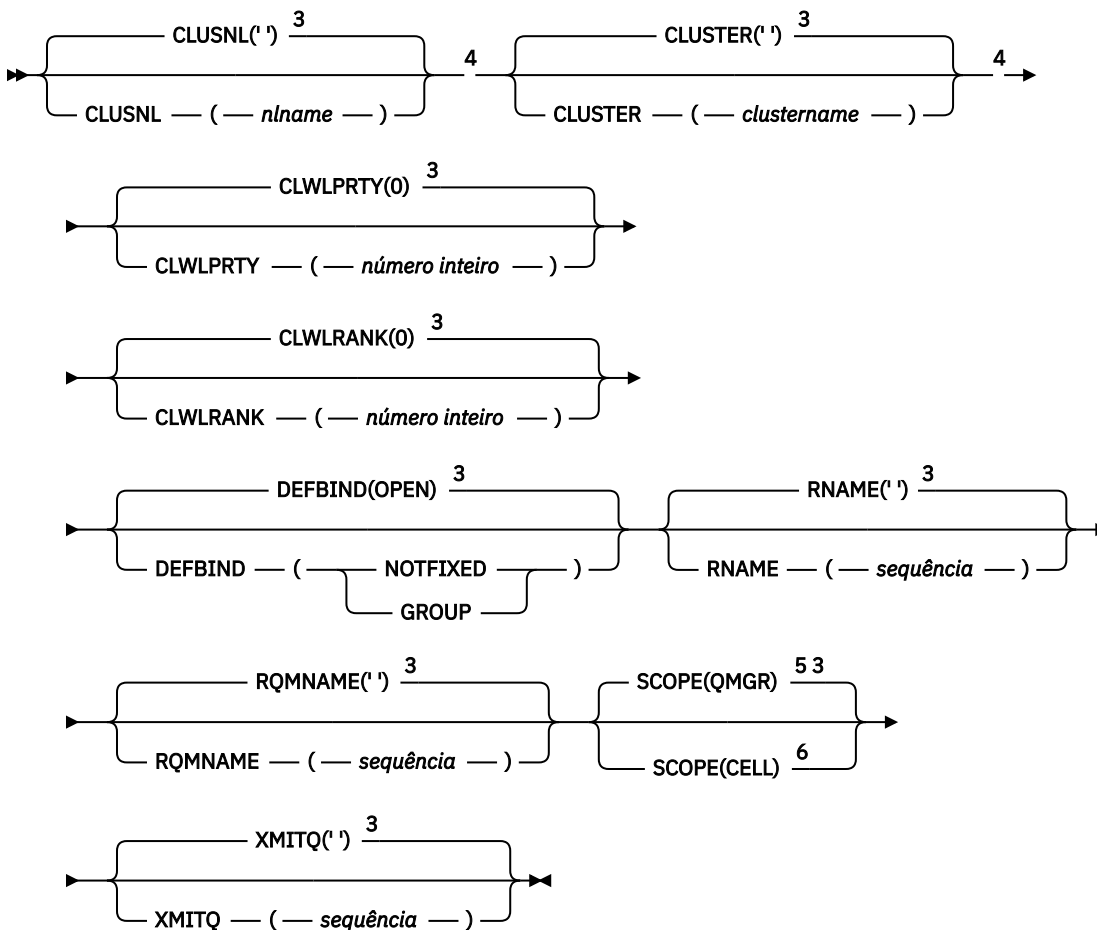 CLUSNL(' ') 3 CLUSTER(' ') 3
4 4
CLUSNL ( nlname ) CLUSTER ( clustername )
CLWLPRTY(0) 3
CLWLPRTY ( número inteiro )
CLWLRANK(0) 3
CLWLRANK ( número inteiro )
DEFBIND(OPEN) 3 RNAME(' ') 3
DEFBIND ( NOTFIXED ) RNAME ( sequência )
GROUP
RQMNAME(' ') 3 SCOPE(QMGR) 5 3
RQMNAME ( sequência ) SCOPE(CELL) 6
XMITQ(' ') 3
XMITQ ( sequência )